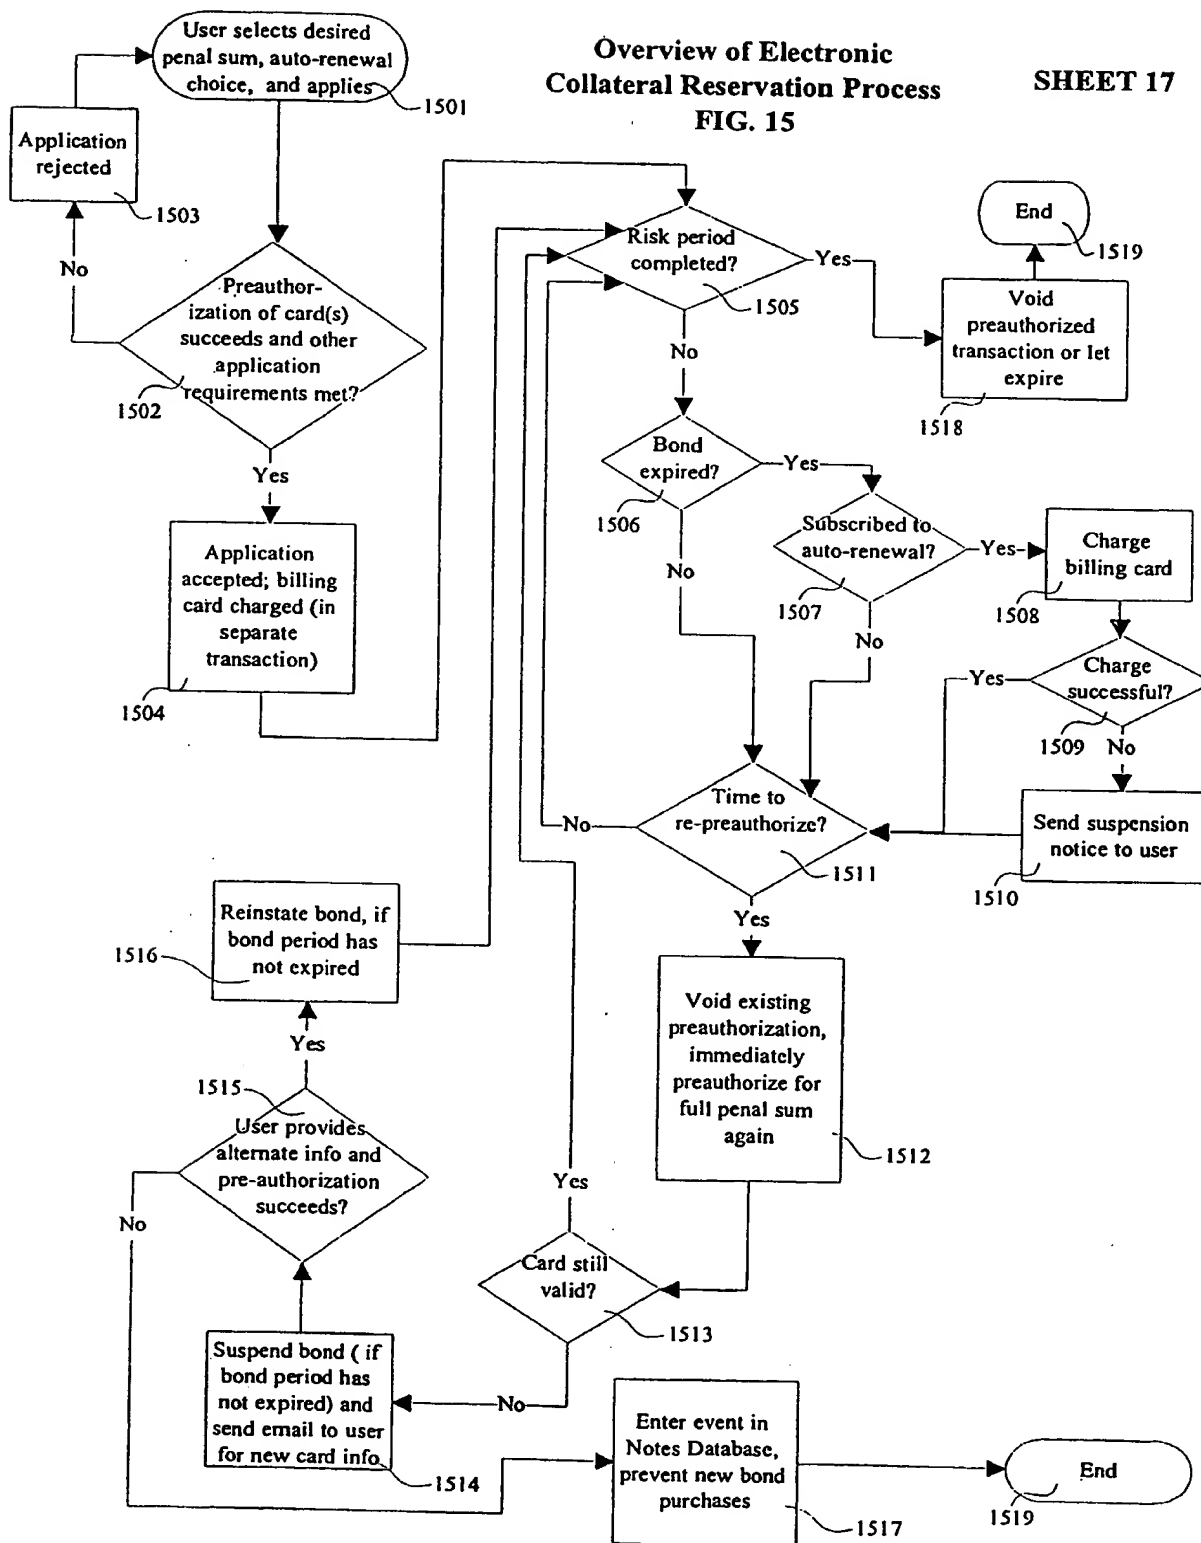 Overview of Electronic
Collateral Reservation Process
FIG. 15
SHEET 17
User selects desired
penal sum, auto-renewal
choice, and applies
1501
Application
rejected
1503
No
Preauthor-
ization of card(s)
succeeds and other
application
requirements met?
1502
Yes
Application
accepted; billing
card charged (in
separate
transaction)
1504
Risk period
completed?
1505
Yes
End
1519
Void
preauthorized
transaction or let
expire
1518
No
Bond
expired?
1506
Yes
Subscribed to
auto-renewal?
1507
Yes
Charge
billing card
1508
No
No
Charge
successful?
1509
Yes
No
Send suspension
notice to user
1510
Time to
re-preauthorize?
1511
No
Yes
Void existing
preauthorization,
immediately
preauthorize for
full penal sum
again
1512
Reinstate bond, if
bond period has
not expired
1516
Yes
1515
User provides
alternate info and
pre-authorization
succeeds?
No
Yes
Card still
valid?
1513
No
Suspend bond ( if
bond period has
not expired) and
send email to user
for new card info
1514
Enter event in
Notes Database,
prevent new bond
purchases
1517
End
1519